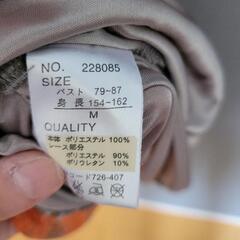 NO. 228085
SIZE
バスト 79~87
身長 154~162
M
QUALITY
本体 ポリエステル 100%
レース部分
ポリエステル 90%
ポリウレタン 10%
コード726-407